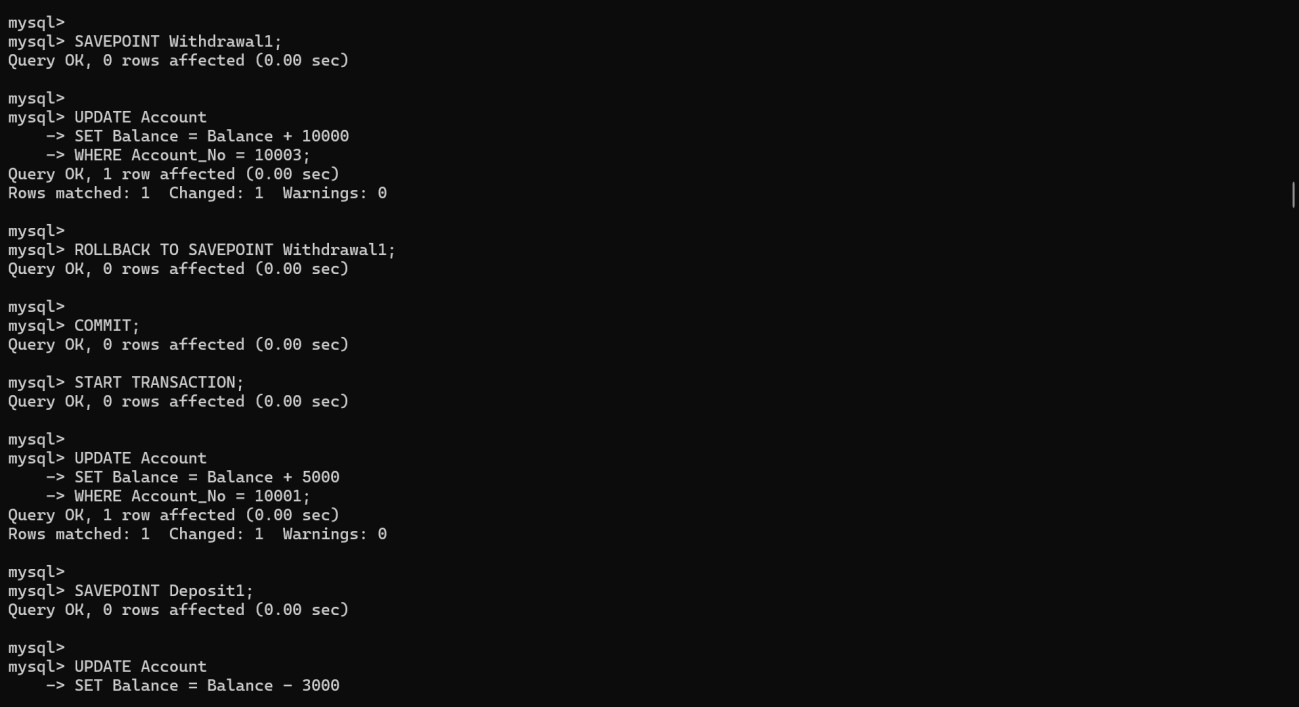 mysql>
mysql> SAVEPOINT Withdrawal1;
Query OK, 0 rows affected (0.00 sec)
mysql>
mysql> UPDATE Account
    -> SET Balance = Balance + 10000
    -> WHERE Account_No = 10003;
Query OK, 1 row affected (0.00 sec)
Rows matched: 1  Changed: 1  Warnings: 0
mysql>
mysql> ROLLBACK TO SAVEPOINT Withdrawal1;
Query OK, 0 rows affected (0.00 sec)
mysql>
mysql> COMMIT;
Query OK, 0 rows affected (0.00 sec)
mysql> START TRANSACTION;
Query OK, 0 rows affected (0.00 sec)
mysql>
mysql> UPDATE Account
    -> SET Balance = Balance + 5000
    -> WHERE Account_No = 10001;
Query OK, 1 row affected (0.00 sec)
Rows matched: 1  Changed: 1  Warnings: 0
mysql>
mysql> SAVEPOINT Deposit1;
Query OK, 0 rows affected (0.00 sec)
mysql>
mysql> UPDATE Account
    -> SET Balance = Balance - 3000